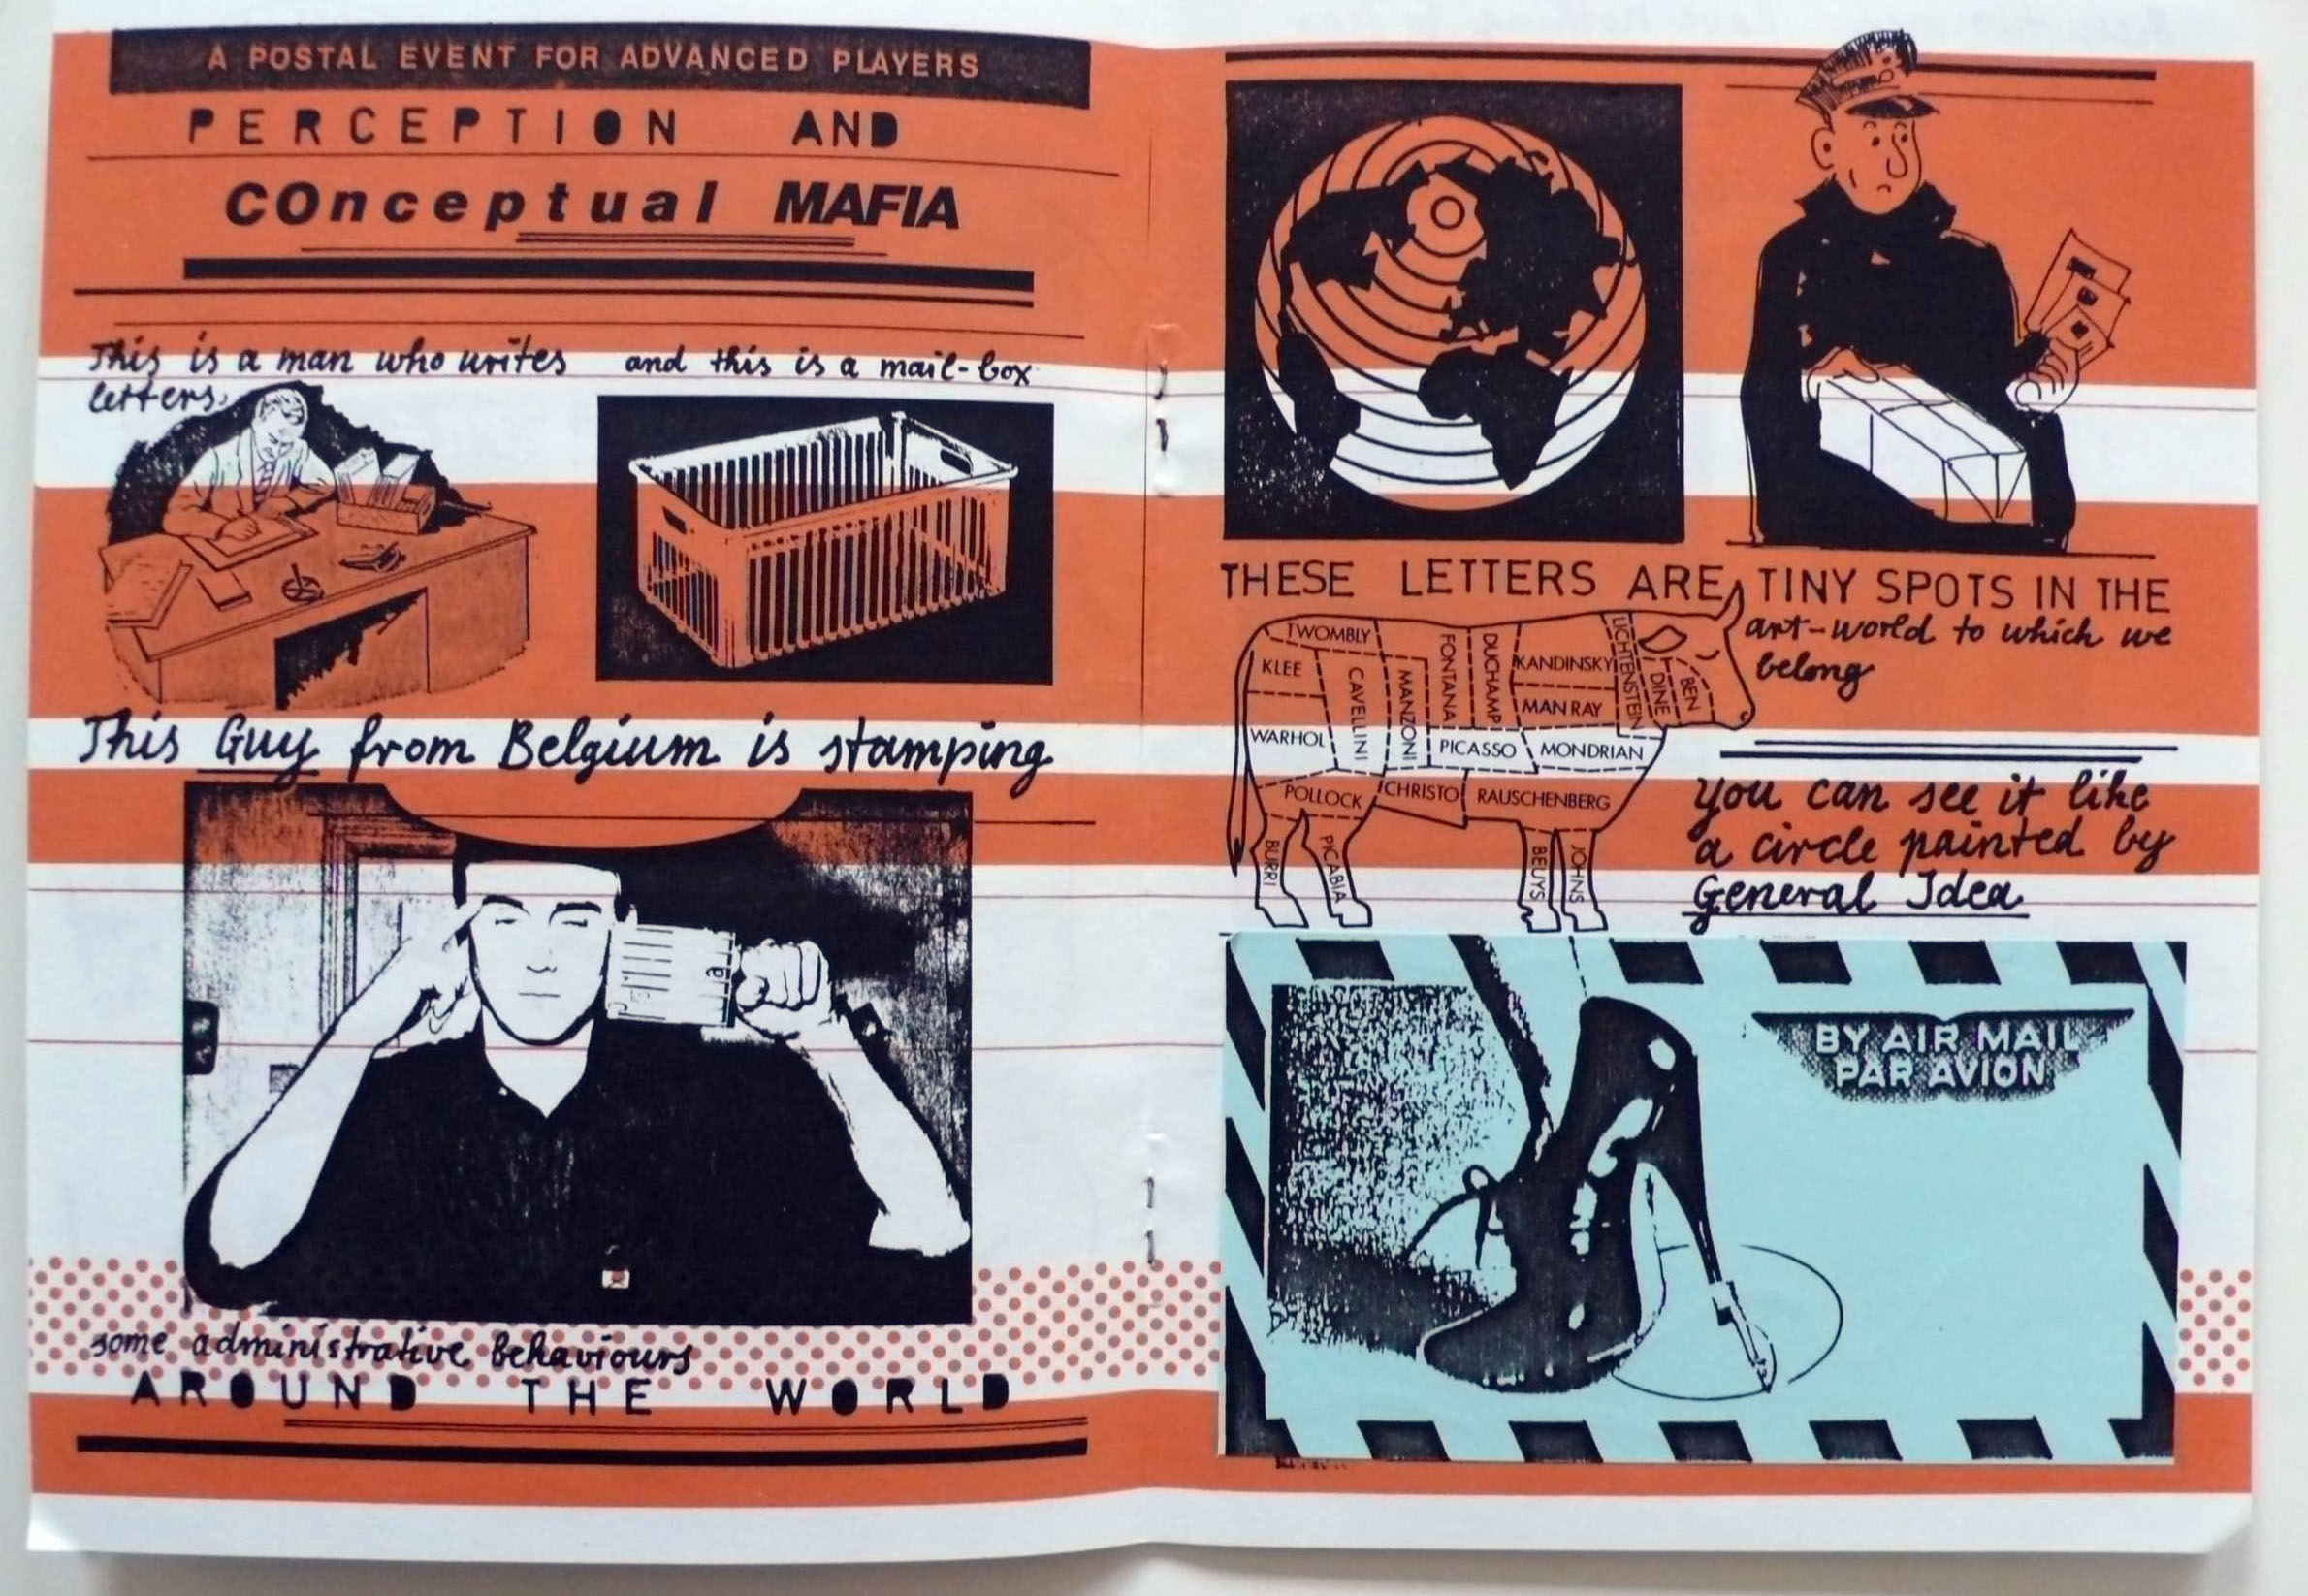 A POSTAL EVENT FOR ADVANCED PLAYERS
PERCEPTION AND
COnceptual MAFIA
This is a man who writes
letters,
and this is a mail-box
This Guy from Belgium is stamping
some administrative behaviours
AROUND THE WORLD
THESE LETTERS ARE TINY SPOTS IN THE
art-world to which we
belong
TWOMBLY
KLEE
CAVELLINI
MANZONI
FONTANA
DUCHAMP
KANDINSKY
LICHTENSTEIN
DINE
BEN
MAN RAY
WARHOL
PICASSO
MONDRIAN
POLLOCK
CHRISTO
RAUSCHENBERG
BURRI
PICABIA
BEUYS
JOHNS
you can see it like
a circle painted by
General Idea
BY AIR MAIL
PAR AVION